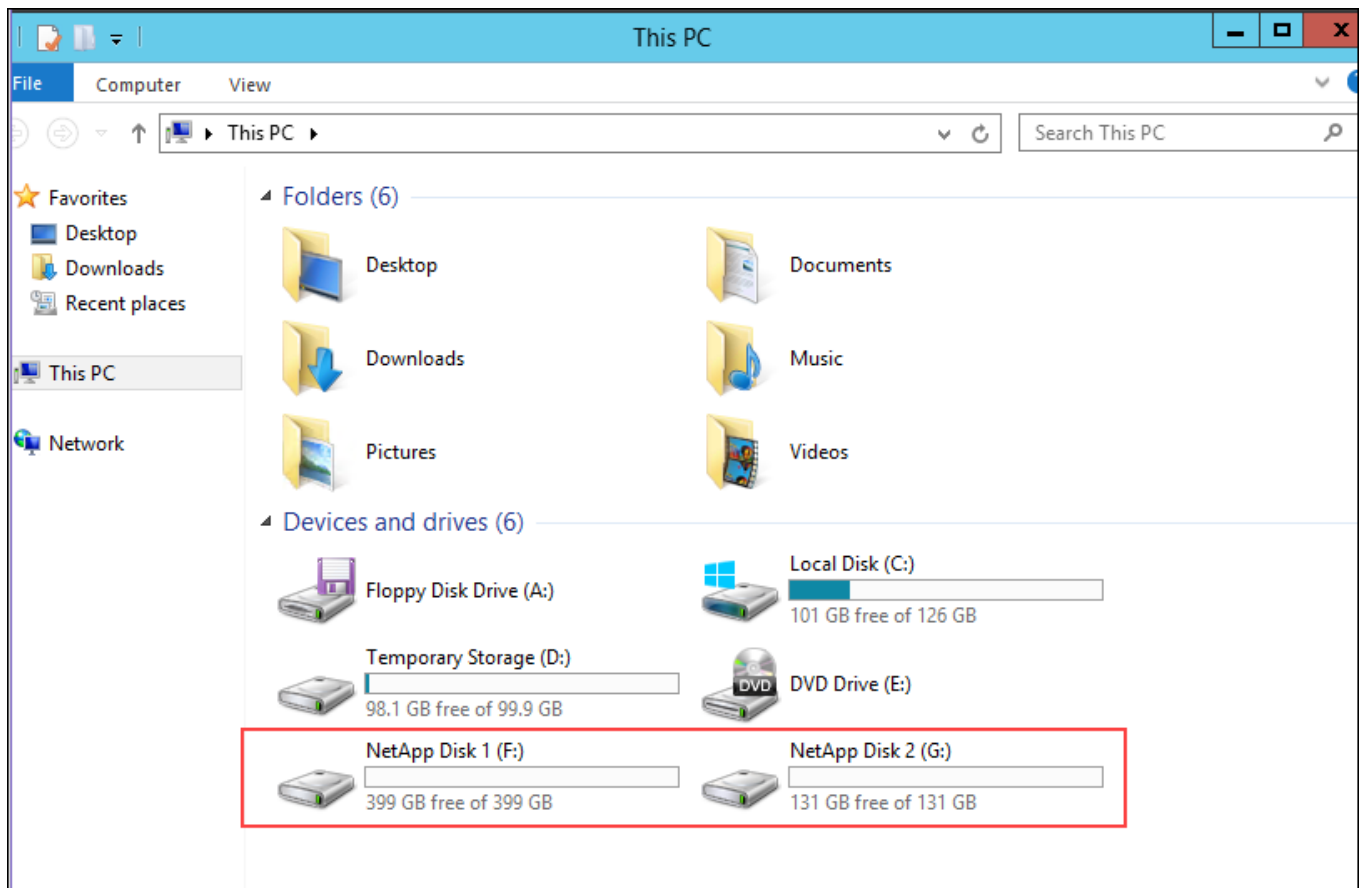 This PC
File Computer View
This PC
Search This PC
Favorites
Desktop
Downloads
Recent places
This PC
Network
Folders (6)
Desktop
Documents
Downloads
Music
Pictures
Videos
Devices and drives (6)
Floppy Disk Drive (A:)
Local Disk (C:)
101 GB free of 126 GB
Temporary Storage (D:)
98.1 GB free of 99.9 GB
DVD
DVD Drive (E:)
NetApp Disk 1 (F:)
399 GB free of 399 GB
NetApp Disk 2 (G:)
131 GB free of 131 GB